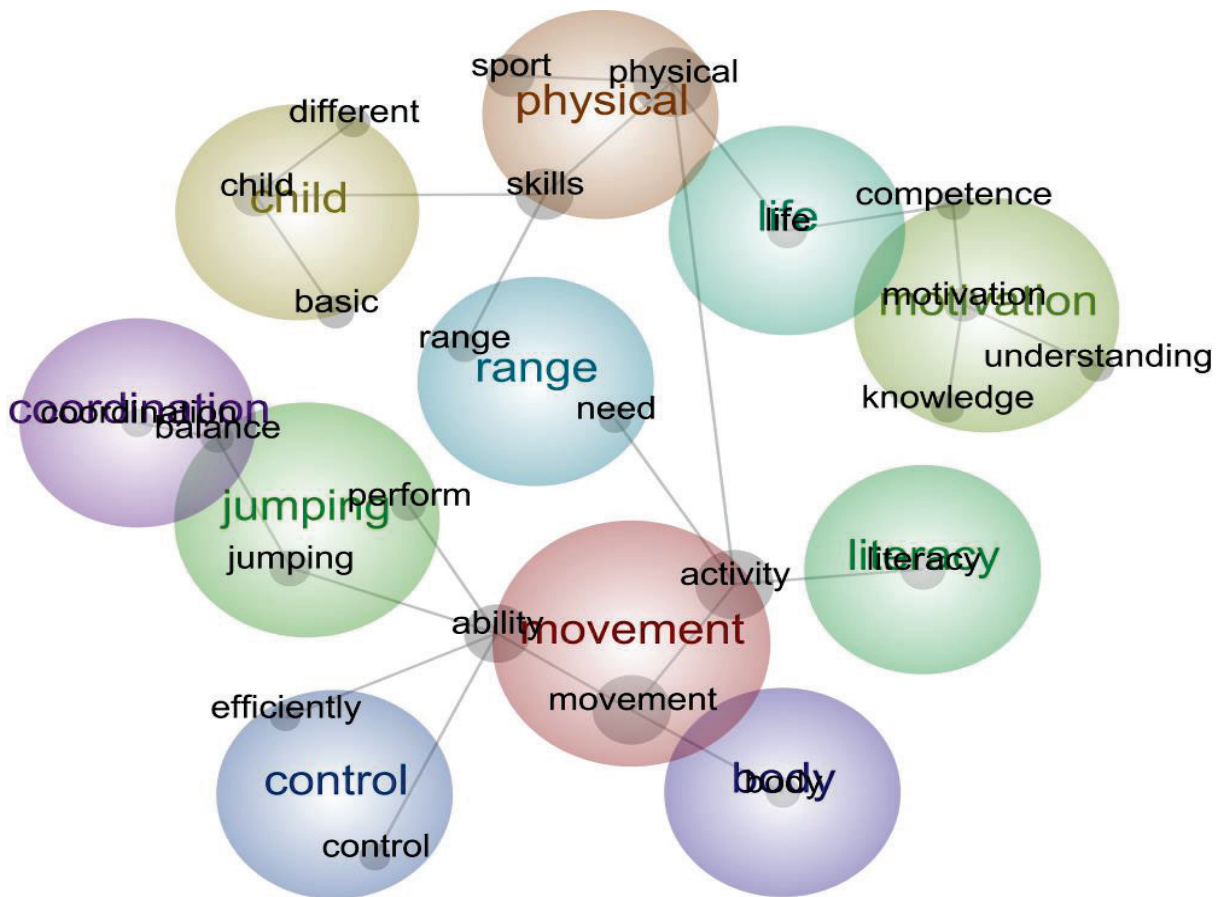 sport
physical
physical
different
child
child
skills
life
life
competence
motivation
motivation
understanding
knowledge
basic
range
range
need
coordination
coordination
balance
jumping
perform
jumping
activity
literacy
literacy
ability
movement
movement
efficiently
control
control
body
body